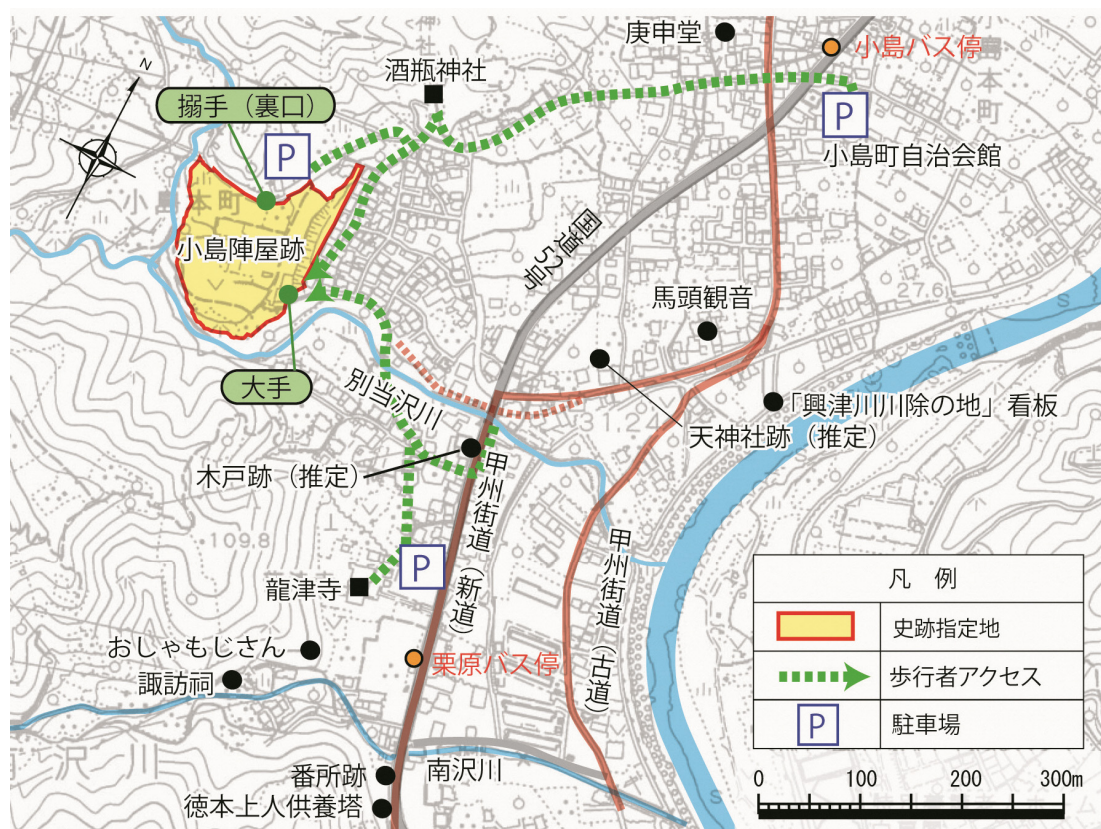 庚申堂
小島バス停
酒瓶神社
N
搦手（裏口）
P
P
小島町自治会館
小島本町
小島陣屋跡
国道52号
馬頭観音
大手
別当沢川
「興津川川除の地」看板
天神社跡（推定）
木戸跡（推定）
甲州街道（新道）
甲州街道（古道）
109.8
P
龍津寺
凡　例
史跡指定地
歩行者アクセス
P
駐車場
おしゃもじさん
諏訪祠
栗原バス停
番所跡
南沢川
徳本上人供養塔
0 100 200 300m